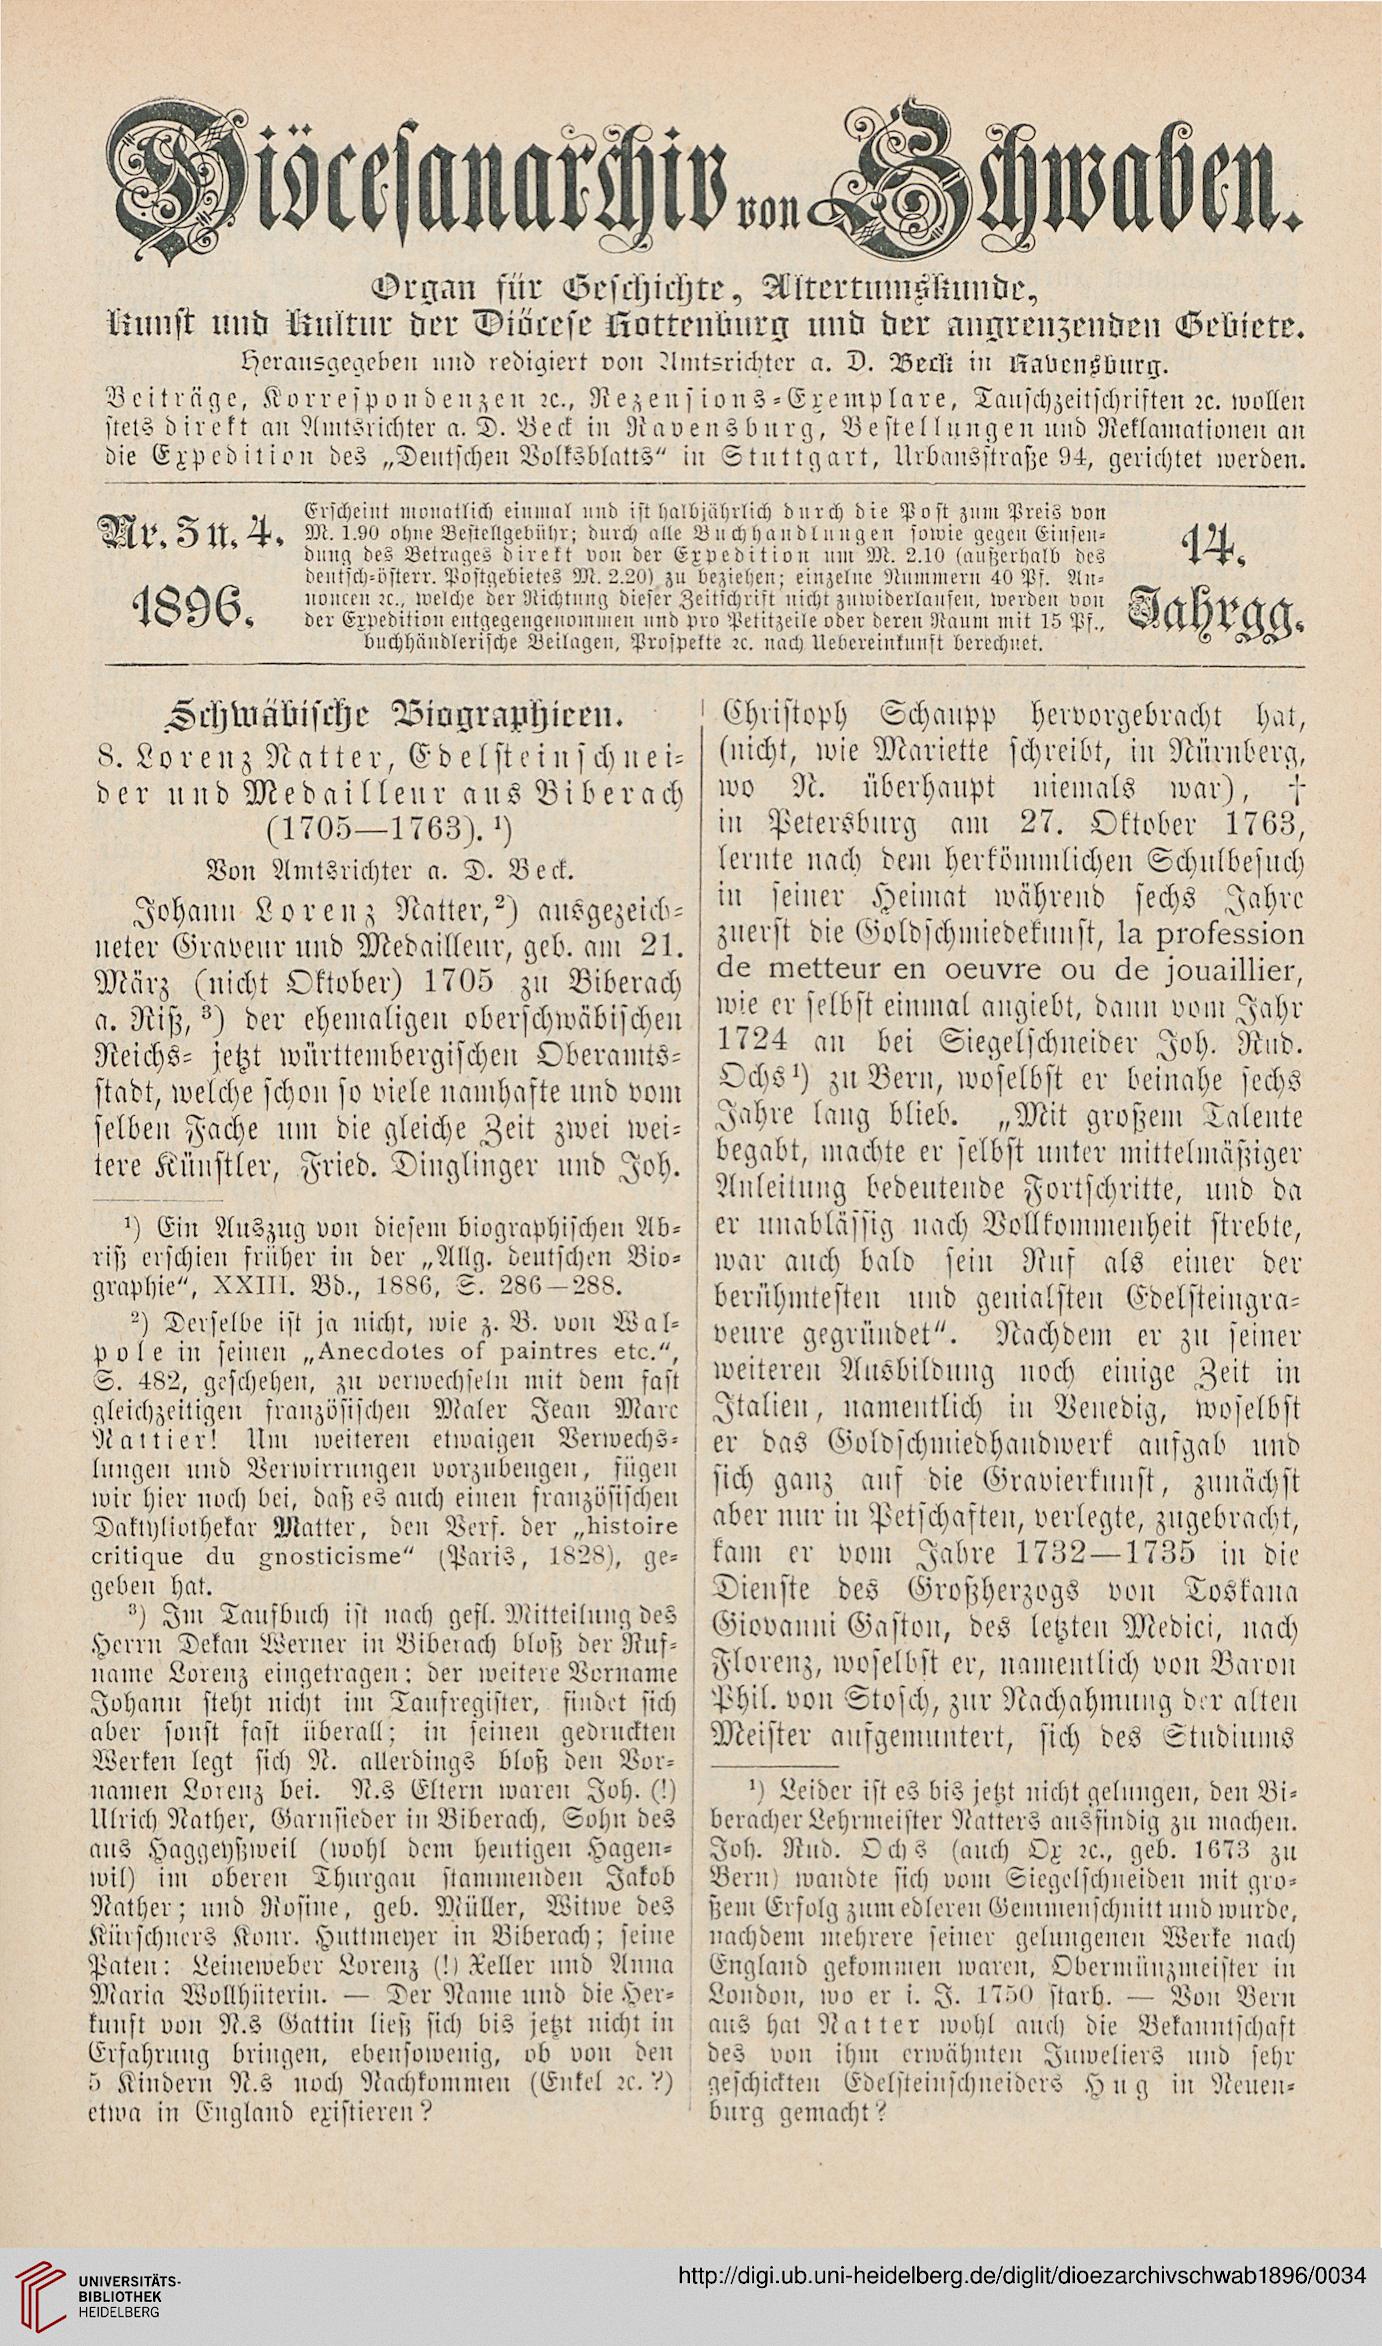 Diöcesanarchiv von Schwaben.
Organ für Geschichte, Altertumskunde,
Kunst und Kultur der Diöcese Rottenburg und der angrenzenden Gebiete.
Herausgegeben und redigiert von Amtsrichter a. D. Beck in Ravensburg.
Beiträge, Korrespondenzen ꝛc., Rezensions-Exemplare, Tauschzeitschriften ꝛc. wollen
stets direkt an Amtsrichter a. D. Beck in Ravensburg, Bestellungen und Reklamationen an
die Expedition des „Deutschen Volksblatts“ in Stuttgart, Urbansstraße 94, gerichtet werden.
Nr. 3 u. 4.
1896.
Erscheint monatlich einmal und ist halbjährlich durch die Post zum Preis von
M. 1.90 ohne Bestellgebühr; durch alle Buchhandlungen sowie gegen Einsen-
dung des Betrages direkt von der Expedition um M. 2.10 (außerhalb des
deutsch-österr. Postgebietes M. 2.20) zu beziehen; einzelne Nummern 40 Pf. An-
noncen ꝛc., welche der Richtung dieser Zeitschrift nicht zuwiderlaufen, werden von
der Expedition entgegengenommen und pro Petitzeile oder deren Raum mit 15 Pf.,
buchhändlerische Beilagen, Prospekte ꝛc. nach Uebereinkunft berechnet.
14.
Jahrgg.
Schwäbische Biographieen.
8. Lorenz Natter, Edelsteinschnei-
der und Medailleur aus Biberach
(1705—1763). ¹)
Von Amtsrichter a. D. Beck.
Johann Lorenz Natter,²) ausgezeich-
neter Graveur und Medailleur, geb. am 21.
März (nicht Oktober) 1705 zu Biberach
a. Riß,³) der ehemaligen oberschwäbischen
Reichs- jetzt württembergischen Oberamts-
stadt, welche schon so viele namhafte und vom
selben Fache um die gleiche Zeit zwei wei-
tere Künstler, Fried. Dinglinger und Joh.
¹) Ein Auszug von diesem biographischen Ab-
riß erschien früher in der „Allg. deutschen Bio-
graphie“, XXIII. Bd., 1886, S. 286—288.
²) Derselbe ist ja nicht, wie z. B. von Wal-
pole in seinen „Anecdotes of paintres etc.“,
S. 482, geschehen, zu verwechseln mit dem fast
gleichzeitigen französischen Maler Jean Marc
Nattier! Um weiteren etwaigen Verwechs-
lungen und Verwirrungen vorzubeugen, fügen
wir hier noch bei, daß es auch einen französischen
Daktyliothekar Matter, den Verf. der „histoire
critique du gnosticisme“ (Paris, 1828), ge-
geben hat.
³) Im Taufbuch ist nach gefl. Mitteilung des
Herrn Dekan Werner in Biberach bloß der Ruf-
name Lorenz eingetragen; der weitere Vorname
Johann steht nicht im Taufregister, findet sich
aber sonst fast überall; in seinen gedruckten
Werken legt sich N. allerdings bloß den Vor-
namen Lorenz bei. N.s Eltern waren Joh. (!)
Ulrich Nather, Garnsieder in Biberach, Sohn des
aus Haggeyßweil (wohl dem heutigen Hagen-
wil) im oberen Thurgau stammenden Jakob
Nather; und Rosine, geb. Müller, Witwe des
Kürschners Konr. Huttmeyer in Biberach; seine
Paten: Leineweber Lorenz (!) Xeller und Anna
Maria Wollhüterin. — Der Name und die Her-
kunft von N.s Gattin ließ sich bis jetzt nicht in
Erfahrung bringen, ebensowenig, ob von den
5 Kindern N.s noch Nachkommen (Enkel ꝛc. ?)
etwa in England existieren?
Christoph Schaupp hervorgebracht hat,
(nicht, wie Mariette schreibt, in Nürnberg,
wo N. überhaupt niemals war), †
in Petersburg am 27. Oktober 1763,
lernte nach dem herkömmlichen Schulbesuch
in seiner Heimat während sechs Jahre
zuerst die Goldschmiedekunst, la profession
de metteur en oeuvre ou de jouaillier,
wie er selbst einmal angiebt, dann vom Jahr
1724 an bei Siegelschneider Joh. Rud.
Ochs¹) zu Bern, woselbst er beinahe sechs
Jahre lang blieb. „Mit großem Talente
begabt, machte er selbst unter mittelmäßiger
Anleitung bedeutende Fortschritte, und da
er unablässig nach Vollkommenheit strebte,
war auch bald sein Ruf als einer der
berühmtesten und genialsten Edelsteingra-
veure gegründet“. Nachdem er zu seiner
weiteren Ausbildung noch einige Zeit in
Italien, namentlich in Venedig, woselbst
er das Goldschmiedhandwerk aufgab und
sich ganz auf die Gravierkunst, zunächst
aber nur in Petschaften, verlegte, zugebracht,
kam er vom Jahre 1732—1735 in die
Dienste des Großherzogs von Toskana
Giovanni Gaston, des letzten Medici, nach
Florenz, woselbst er, namentlich von Baron
Phil. von Stosch, zur Nachahmung der alten
Meister aufgemuntert, sich des Studiums
¹) Leider ist es bis jetzt nicht gelungen, den Bi-
beracher Lehrmeister Natters ausfindig zu machen.
Joh. Rud. Ochs (auch Ox ꝛc., geb. 1673 zu
Bern) wandte sich vom Siegelschneiden mit gro-
ßem Erfolg zum edleren Gemmenschnitt und wurde,
nachdem mehrere seiner gelungenen Werke nach
England gekommen waren, Obermünzmeister in
London, wo er i. J. 1750 starb. — Von Bern
aus hat Natter wohl auch die Bekanntschaft
des von ihm erwähnten Juweliers und sehr
geschickten Edelsteinschneiders Hug in Neuen-
burg gemacht?
UNIVERSITÄTS-
BIBLIOTHEK
HEIDELBERG
http://digi.ub.uni-heidelberg.de/diglit/dioezarchivschwab1896/0034